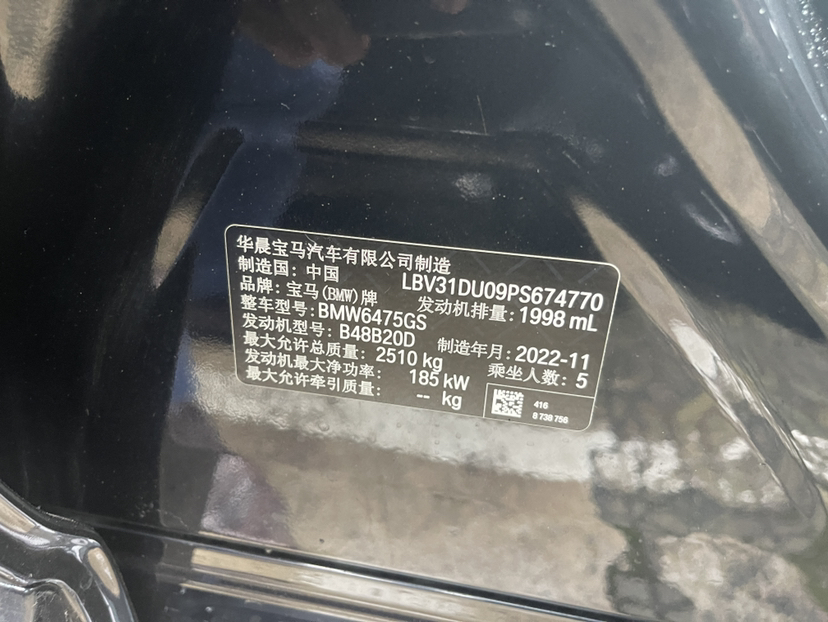 华晨宝马汽车有限公司制造
制造国：中国 LBV31DU09PS674770
品牌：宝马(BMW)牌 发动机排量：1998 mL
整车型号：BMW6475GS
发动机型号：B48B20D 制造年月：2022-11
最大允许总质量：2510 kg 乘坐人数：5
发动机最大净功率：185 kW
最大允许牵引质量：-- kg
416
8 738 756